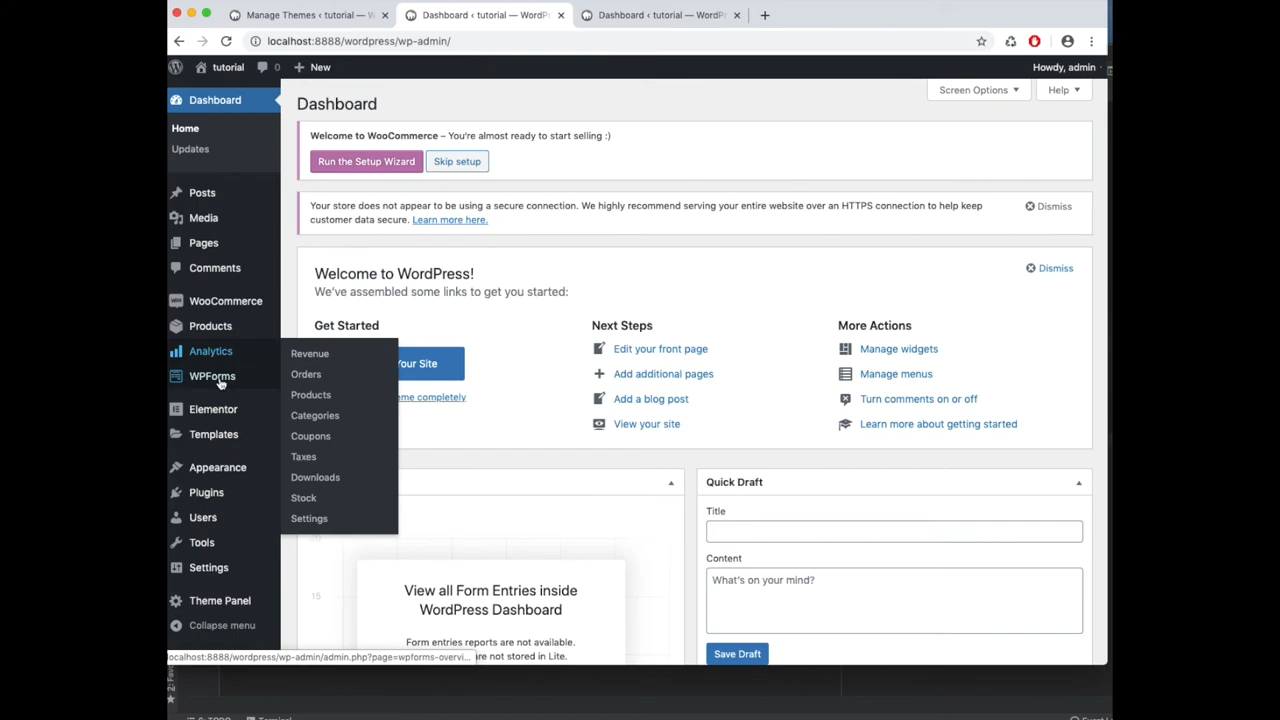 Manage Themes ‹ tutorial — W
Dashboard ‹ tutorial — WordPr
Dashboard ‹ tutorial — WordPr
localhost:8888/wordpress/wp-admin/
tutorial
0
New
Howdy, admin
Dashboard
Home
Updates
Posts
Media
Pages
Comments
WooCommerce
Products
Analytics
WPForms
Elementor
Templates
Appearance
Plugins
Users
Tools
Settings
Theme Panel
Collapse menu
Revenue
Orders
Products
Categories
Coupons
Taxes
Downloads
Stock
Settings
Dashboard
Screen Options
Help
Welcome to WooCommerce – You're almost ready to start selling :)
Run the Setup Wizard
Skip setup
Your store does not appear to be using a secure connection. We highly recommend serving your entire website over an HTTPS connection to help keep
customer data secure. Learn more here.
Dismiss
Welcome to WordPress!
We've assembled some links to get you started:
Dismiss
Get Started
Your Site
eme completely
Next Steps
Edit your front page
Add additional pages
Add a blog post
View your site
More Actions
Manage widgets
Manage menus
Turn comments on or off
Learn more about getting started
15
View all Form Entries inside
WordPress Dashboard
Form entries reports are not available.
are not stored in Lite.
Quick Draft
Title
Content
What's on your mind?
Save Draft
localhost:8888/wordpress/wp-admin/admin.php?page=wpforms-overvi...